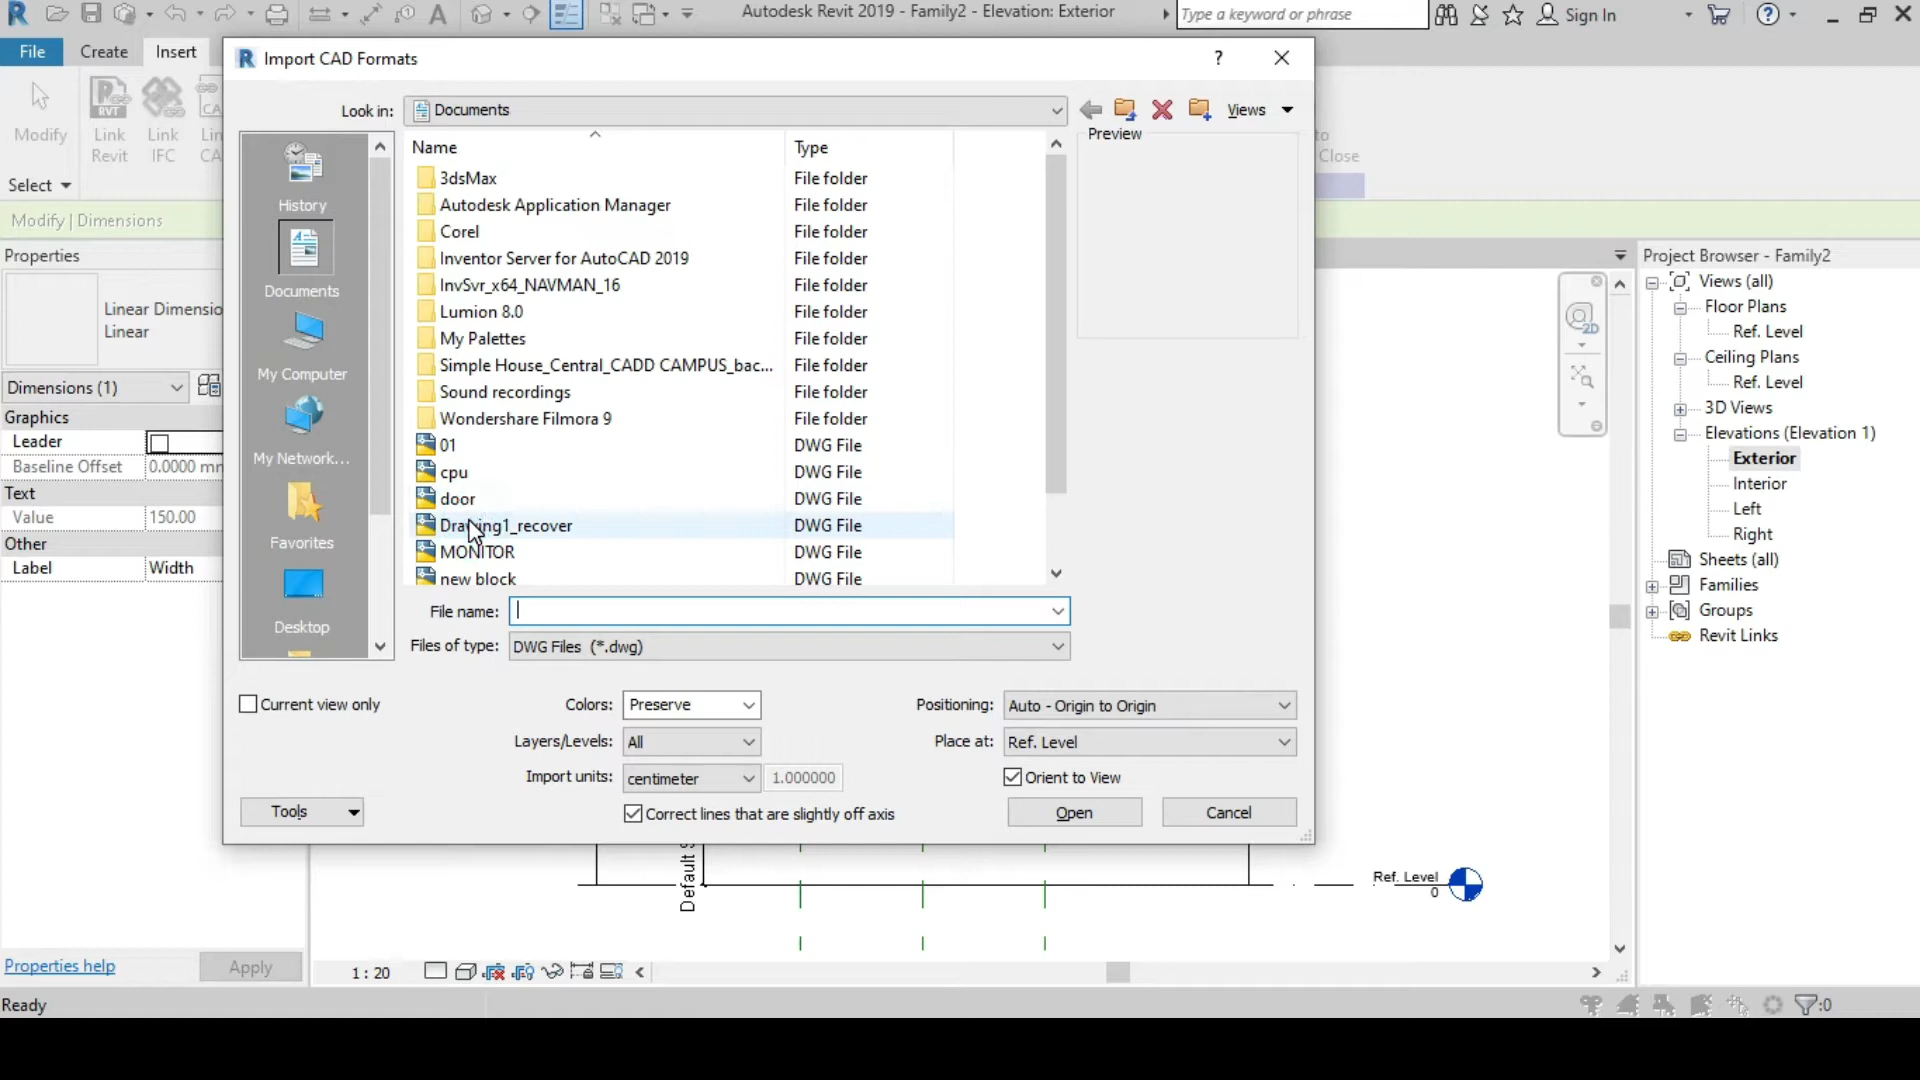 Autodesk Revit 2019 - Family2 - Elevation: Exterior
Type a keyword or phrase
Sign In
File
Create
Insert
Modify
Link
Revit
Link
IFC
Select
Modify | Dimensions
Properties
Linear Dimensio
Linear
Dimensions (1)
Graphics
Leader
Baseline Offset
0.0000 mn
Text
Value
150.00
Other
Label
Width
Properties help
Apply
Ready
Import CAD Formats
?
Look in:
Documents
Views
Preview
History
Documents
My Computer
My Network...
Favorites
Desktop
Name
Type
3dsMax
File folder
Autodesk Application Manager
File folder
Corel
File folder
Inventor Server for AutoCAD 2019
File folder
InvSvr_x64_NAVMAN_16
File folder
Lumion 8.0
File folder
My Palettes
File folder
Simple House_Central_CADD CAMPUS_bac...
File folder
Sound recordings
File folder
Wondershare Filmora 9
File folder
01
DWG File
cpu
DWG File
door
DWG File
Drawing1_recover
DWG File
MONITOR
DWG File
new block
DWG File
File name:
Files of type:
DWG Files (*.dwg)
Current view only
Colors:
Preserve
Positioning:
Auto - Origin to Origin
Layers/Levels:
All
Place at:
Ref. Level
Import units:
centimeter
1.000000
Orient to View
Correct lines that are slightly off axis
Tools
Open
Cancel
Close
Project Browser - Family2
Views (all)
Floor Plans
Ref. Level
Ceiling Plans
Ref. Level
3D Views
Elevations (Elevation 1)
Exterior
Interior
Left
Right
Sheets (all)
Families
Groups
Revit Links
2D
Default
Ref. Level
0
1 : 20
:0